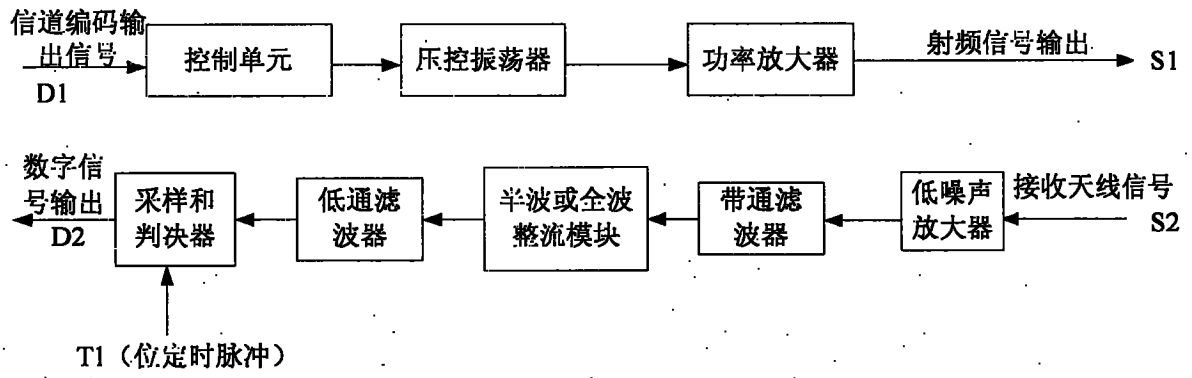 信道编码输
出信号
D1
控制单元
压控振荡器
功率放大器
射频信号输出
S1
数字信
号输出
D2
采样和
判决器
低通滤
波器
半波或全波
整流模块
带通滤
波器
低噪声
放大器
接收天线信号
S2
T1（位定时脉冲）